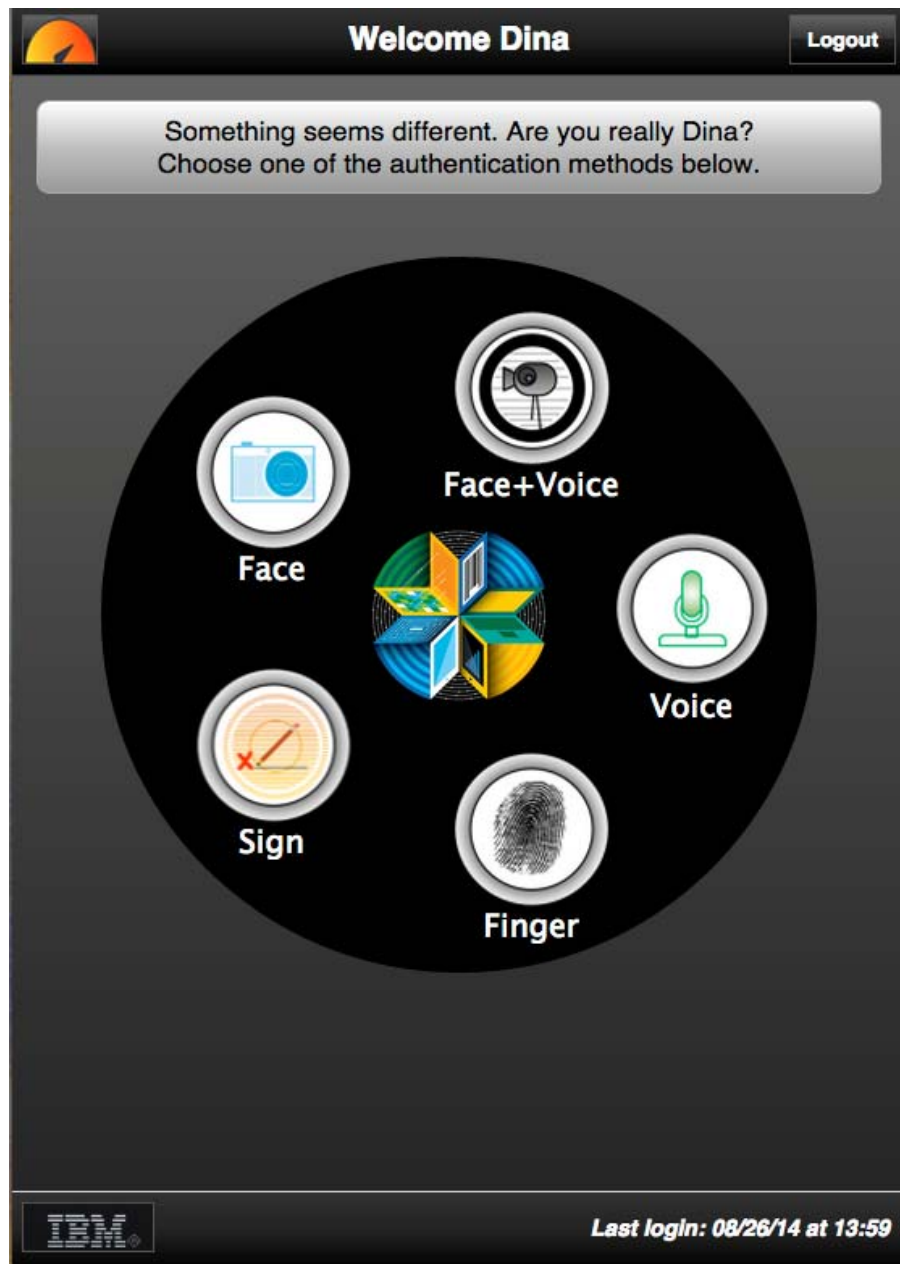 Welcome Dina
Logout
Something seems different. Are you really Dina?
Choose one of the authentication methods below.
Face+Voice
Face
Voice
Sign
Finger
IBM
Last login: 08/26/14 at 13:59